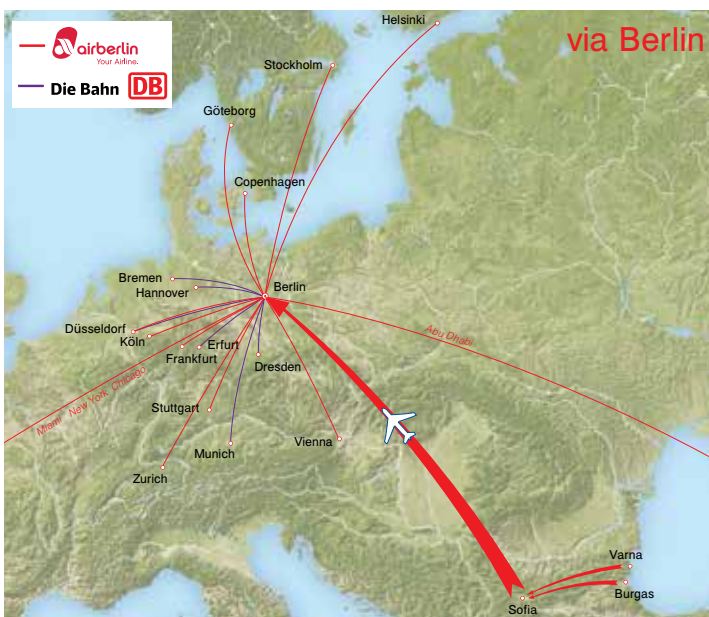 airberlin
Your Airline.
Die Bahn DB
via Berlin
Helsinki
Stockholm
Göteborg
Copenhagen
Bremen
Hannover
Berlin
Düsseldorf
Köln
Erfurt
Frankfurt
Dresden
Abu Dhabi
Miami New York Chicago
Stuttgart
Munich
Vienna
Zurich
Varna
Burgas
Sofia